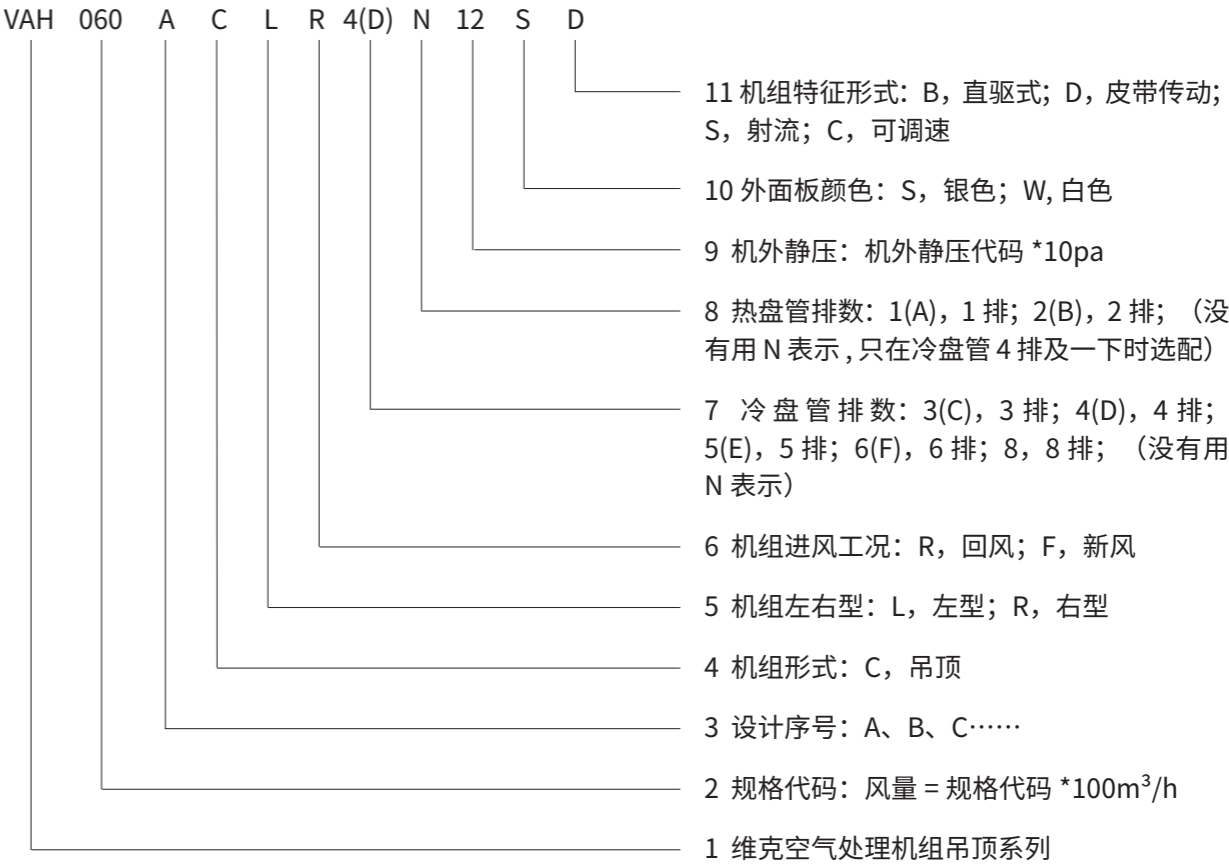 VAH 060 A C L R 4(D) N 12 S D
11 机组特征形式：B，直驱式；D，皮带传动；
S，射流；C，可调速
10 外面板颜色：S，银色；W, 白色
9 机外静压：机外静压代码 *10pa
8 热盘管排数：1(A)，1 排；2(B)，2 排；（没
有用 N 表示 , 只在冷盘管 4 排及一下时选配）
7 冷盘管排数：3(C)，3 排；4(D)，4 排；
5(E)，5 排；6(F)，6 排；8，8 排；（没有用
N 表示）
6 机组进风工况：R，回风；F，新风
5 机组左右型：L，左型；R，右型
4 机组形式：C，吊顶
3 设计序号：A、B、C……
2 规格代码：风量 = 规格代码 *100m³/h
1 维克空气处理机组吊顶系列